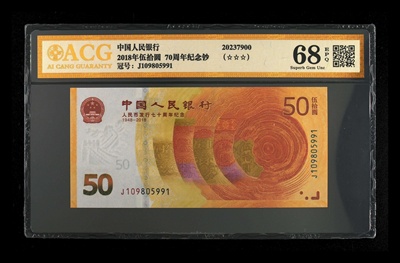 ACG
AI CANG GUARANTY
中国人民银行
2018年伍拾圆 70周年纪念钞
冠号:J109805991
20237900
(☆☆☆)
68 EPQ
Superb Gem Unc
中国人民银行
人民币发行七十周年纪念
1948-2018
50 伍拾圆
50
50
J109805991
J109805991